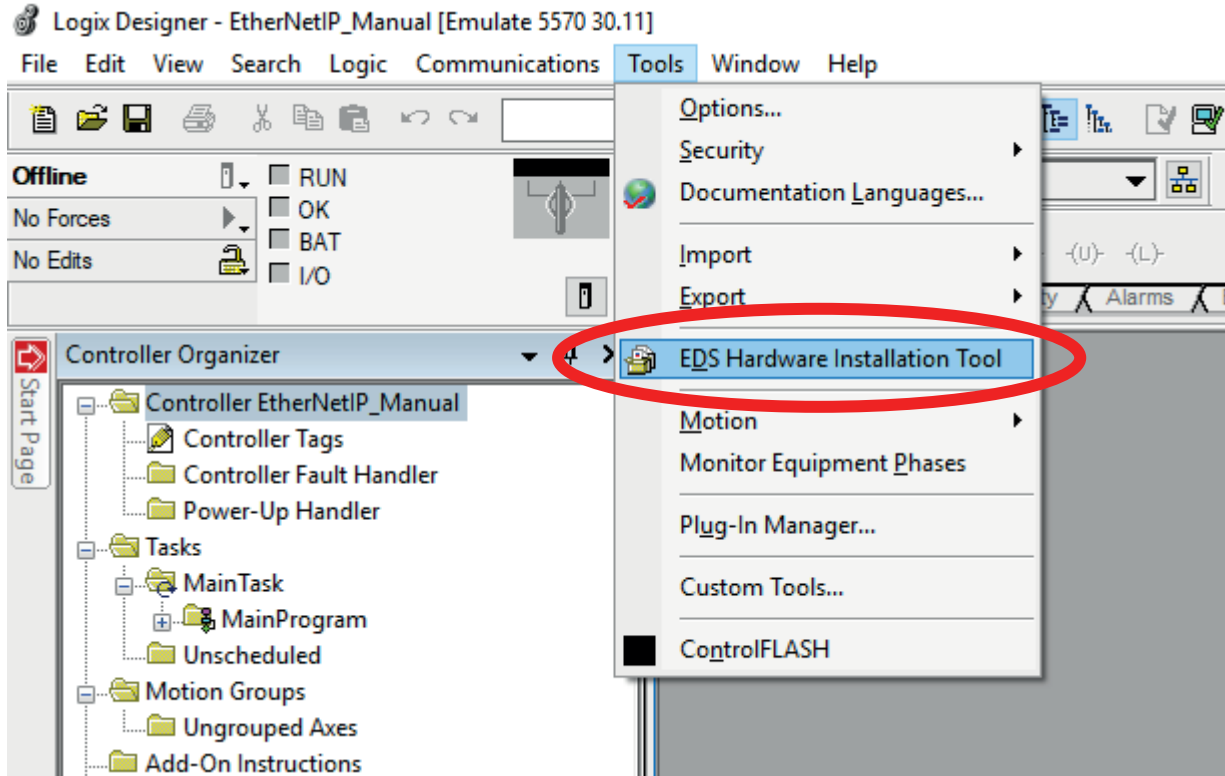 Logix Designer - EtherNetIP_Manual [Emulate 5570 30.11]
File Edit View Search Logic Communications Tools Window Help
Offline
RUN
No Forces
OK
BAT
No Edits
I/O
Options...
Security
Documentation Languages...
Import
Export
EDS Hardware Installation Tool
Motion
Monitor Equipment Phases
Plug-In Manager...
Custom Tools...
ControlFLASH
-(U)- -(L)-
Alarms
Start Page
Controller Organizer
Controller EtherNetIP_Manual
Controller Tags
Controller Fault Handler
Power-Up Handler
Tasks
MainTask
MainProgram
Unscheduled
Motion Groups
Ungrouped Axes
Add-On Instructions